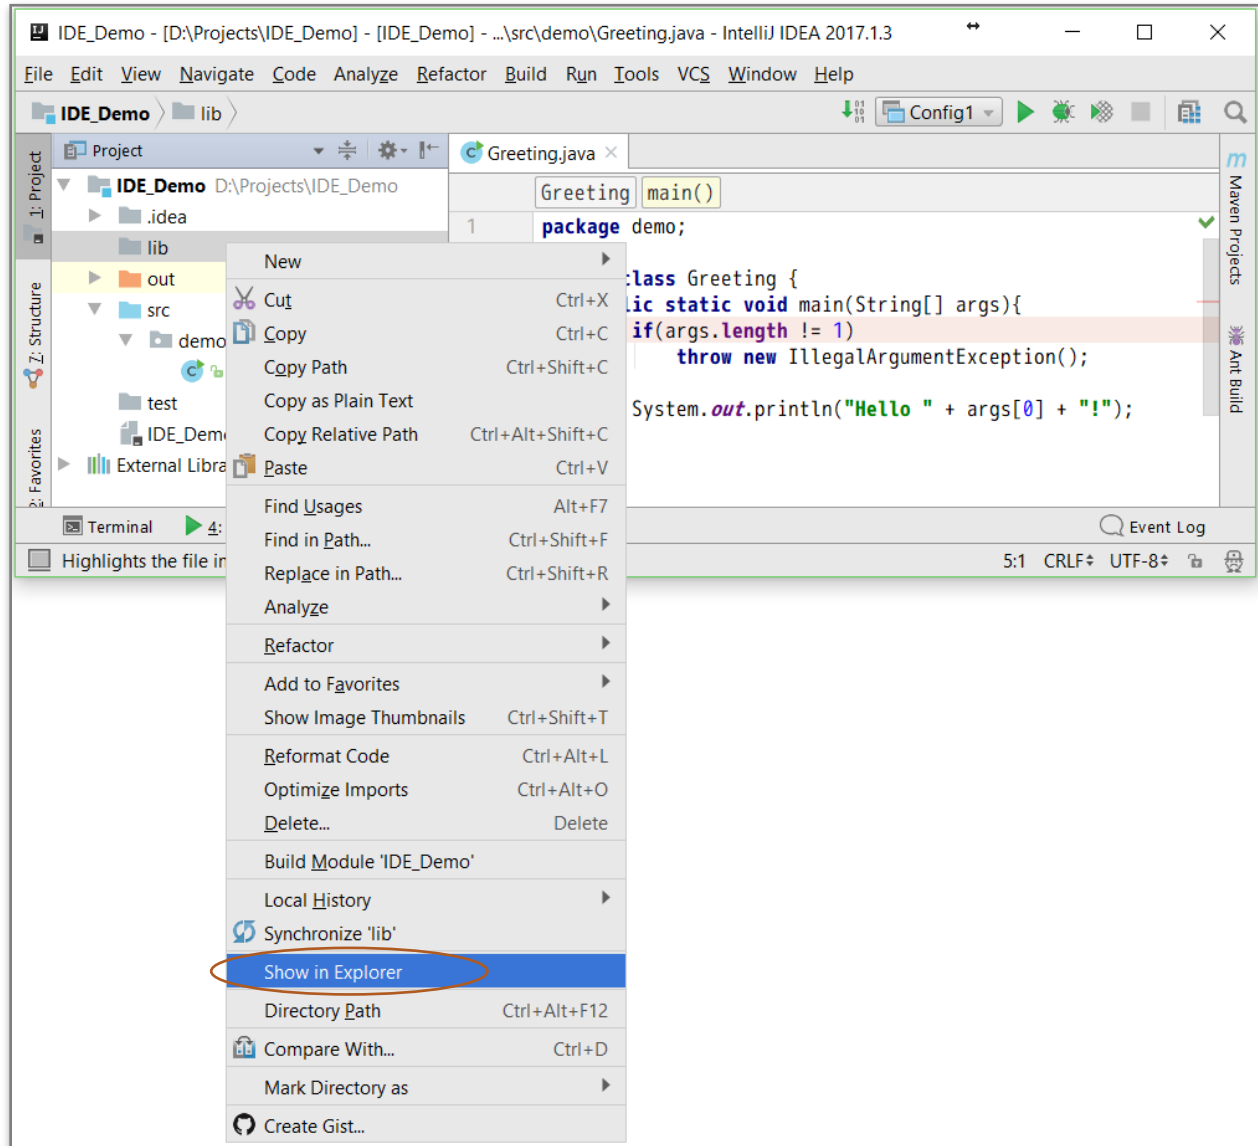 IDE_Demo - [D:\Projects\IDE_Demo] - [IDE_Demo] - ...\src\demo\Greeting.java - IntelliJ IDEA 2017.1.3
File Edit View Navigate Code Analyze Refactor Build Run Tools VCS Window Help
IDE_Demo lib Config1
1: Project
Z: Structure
Favorites
Project
IDE_Demo D:\Projects\IDE_Demo
.idea
lib
out
src
demo
test
IDE_Dem
External Libra
Greeting.java
Greeting main()
1 package demo;
class Greeting {
lic static void main(String[] args){
if(args.length != 1)
throw new IllegalArgumentException();
System.out.println("Hello " + args[0] + "!");
m Maven Projects
Ant Build
Terminal 4: Event Log
Highlights the file in 5:1 CRLF UTF-8
New
Cut Ctrl+X
Copy Ctrl+C
Copy Path Ctrl+Shift+C
Copy as Plain Text
Copy Relative Path Ctrl+Alt+Shift+C
Paste Ctrl+V
Find Usages Alt+F7
Find in Path... Ctrl+Shift+F
Replace in Path... Ctrl+Shift+R
Analyze
Refactor
Add to Favorites
Show Image Thumbnails Ctrl+Shift+T
Reformat Code Ctrl+Alt+L
Optimize Imports Ctrl+Alt+O
Delete... Delete
Build Module 'IDE_Demo'
Local History
Synchronize 'lib'
Show in Explorer
Directory Path Ctrl+Alt+F12
Compare With... Ctrl+D
Mark Directory as
Create Gist...